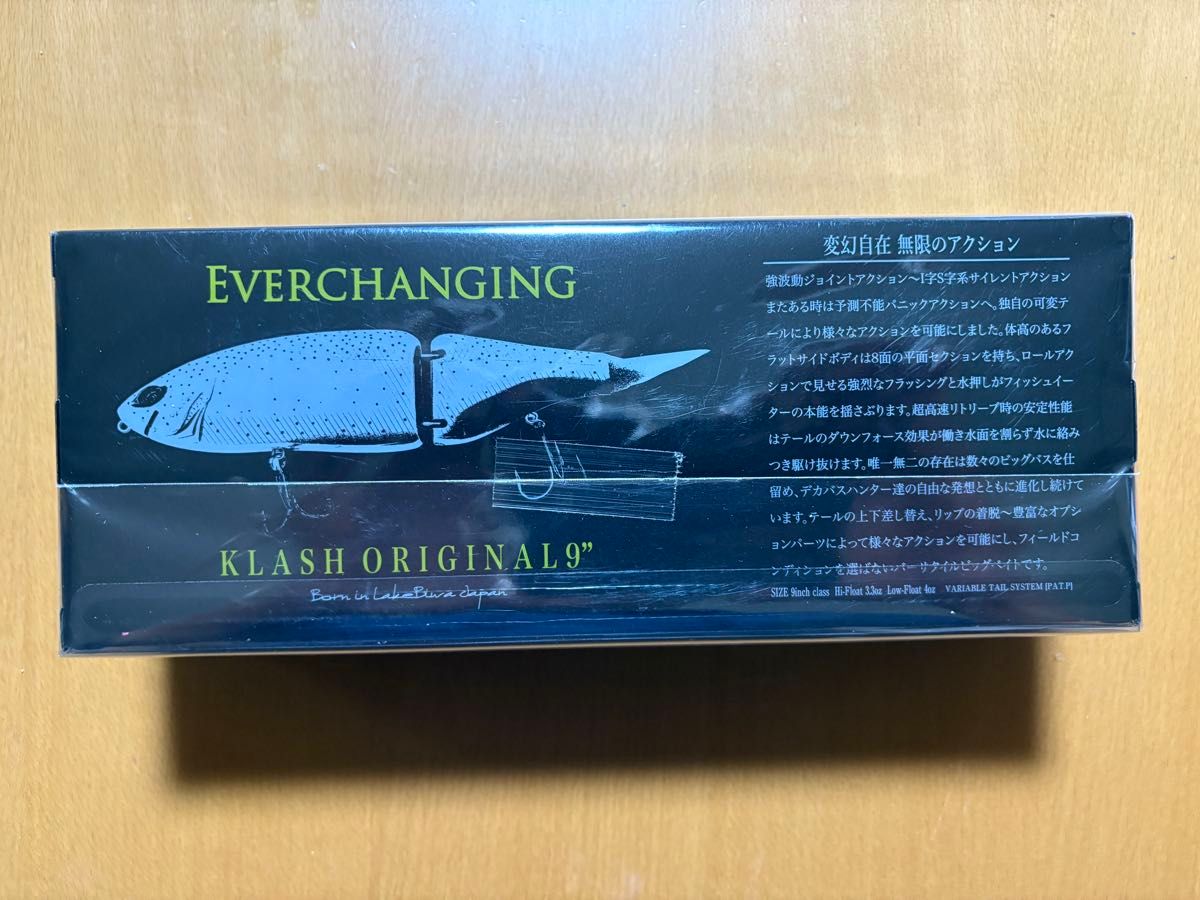 EVERCHANGING
KLASH ORIGINAL 9”
Born in Lake Biwa Japan
変幻自在 無限のアクション
強波動ジョイントアクション〜I字S字系サイレントアクション
またある時は予測不能パニックアクションへ。独自の可変テ
ールにより様々なアクションを可能にしました。体高のあるフ
ラットサイドボディは8面の平面セクションを持ち、ロールアク
ションで見せる強烈なフラッシングと水押しがフィッシュイー
ターの本能を揺さぶります。超高速リトリーブ時の安定性能
はテールのダウンフォース効果が働き水面を割らず水に絡み
つき駆け抜けます。唯一無二の存在は数々のビッグバスを仕
留め、デカバスハンター達の自由な発想とともに進化し続けて
います。テールの上下差し替え、リップの着脱〜豊富なオプシ
ョンパーツによって様々なアクションを可能にし、フィールドコ
ンディションを選ばないバーサタイルビッグベイトです。
SIZE 9inch class Hi-Float 3.3oz Low-Float 4oz VARIABLE TAIL SYSTEM [PAT.P]